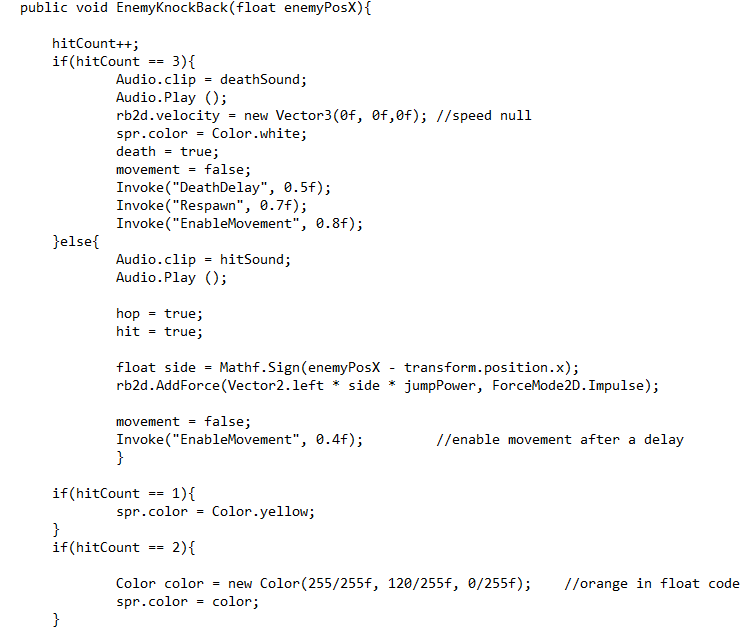 public void EnemyKnockBack(float enemyPosX){
hitCount++;
if(hitCount == 3){
Audio.clip = deathSound;
Audio.Play ();
rb2d.velocity = new Vector3(0f, 0f,0f); //speed null
spr.color = Color.white;
death = true;
movement = false;
Invoke("DeathDelay", 0.5f);
Invoke("Respawn", 0.7f);
Invoke("EnableMovement", 0.8f);
}else{
Audio.clip = hitSound;
Audio.Play ();
hop = true;
hit = true;
float side = Mathf.Sign(enemyPosX - transform.position.x);
rb2d.AddForce(Vector2.left * side * jumpPower, ForceMode2D.Impulse);
movement = false;
Invoke("EnableMovement", 0.4f); //enable movement after a delay
}
if(hitCount == 1){
spr.color = Color.yellow;
}
if(hitCount == 2){
Color color = new Color(255/255f, 120/255f, 0/255f); //orange in float code
spr.color = color;
}